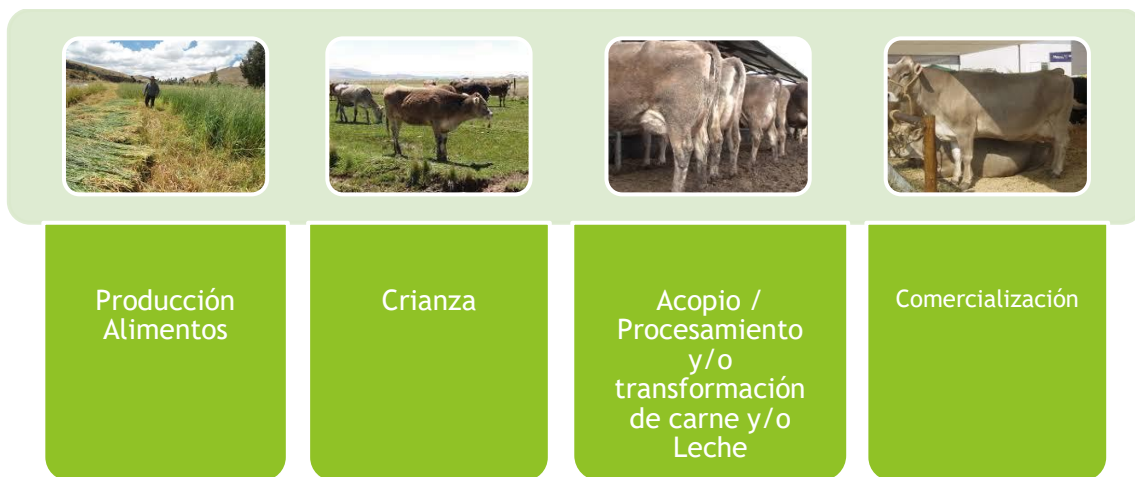 Producción
Alimentos
Crianza
Acopio /
Procesamiento
y/o
transformación
de carne y/o
Leche
Comercialización